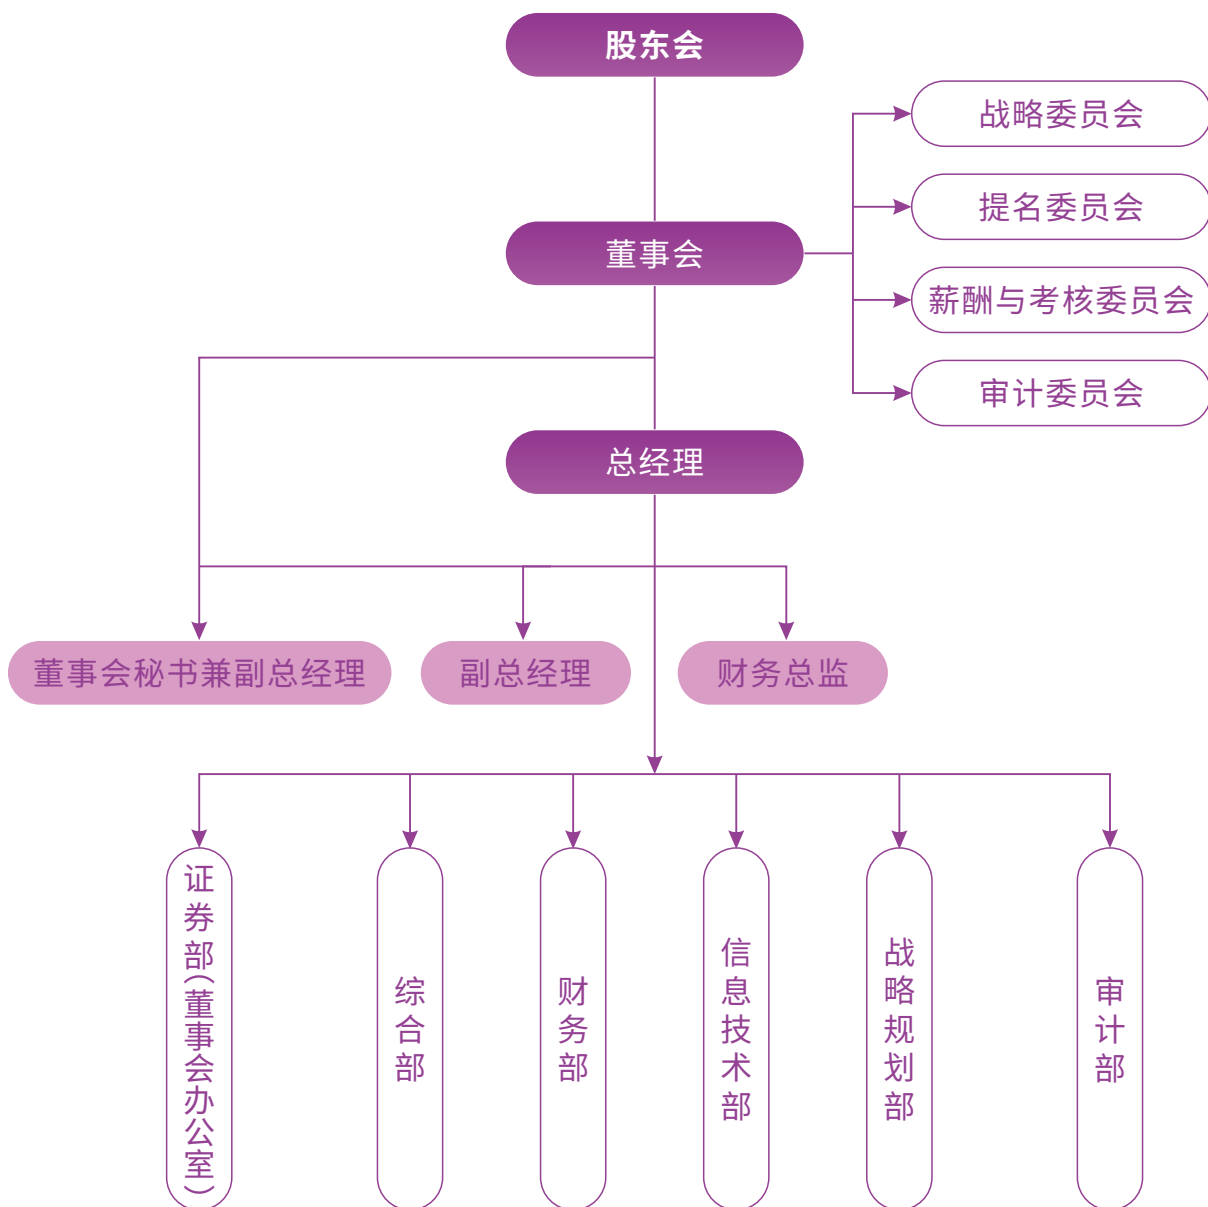 股东会
战略委员会
提名委员会
董事会
薪酬与考核委员会
审计委员会
总经理
董事会秘书兼副总经理
副总经理
财务总监
证券部(董事会办公室)
综合部
财务部
信息技术部
战略规划部
审计部